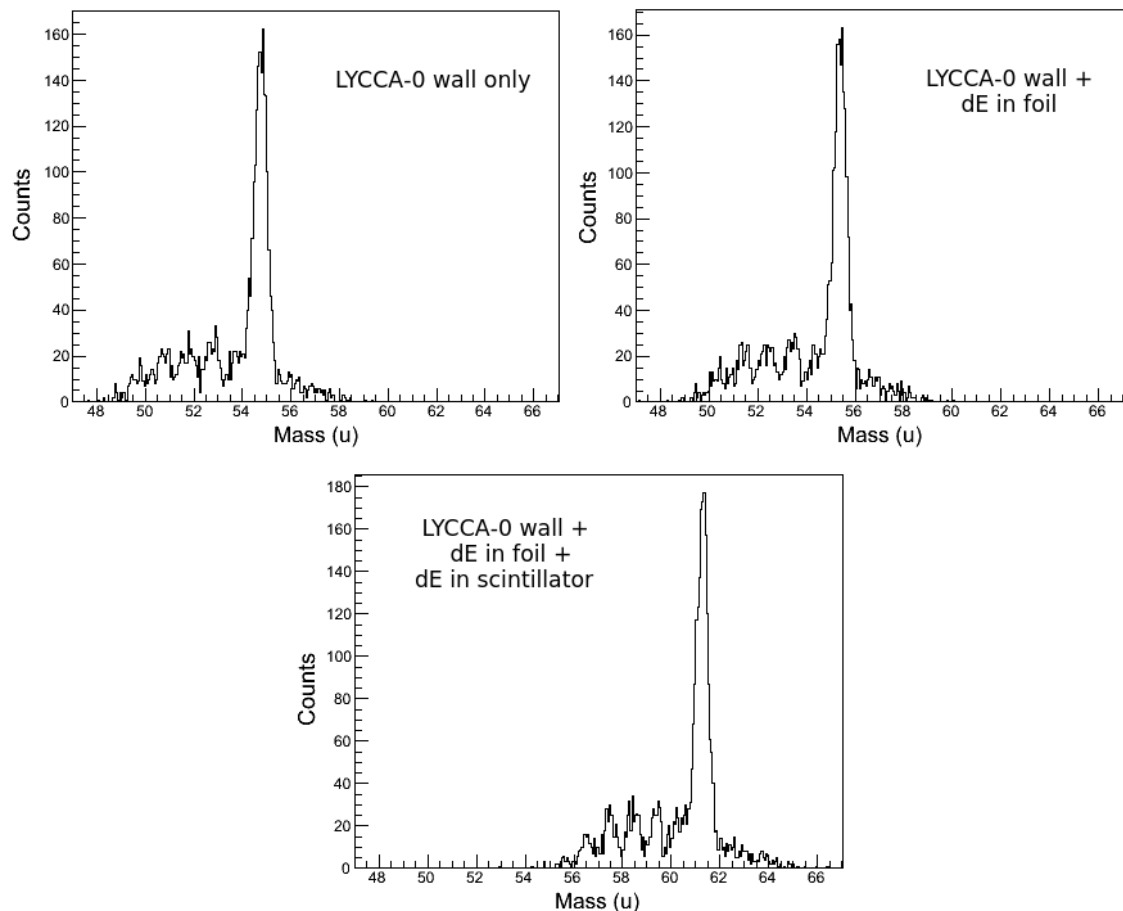 160
140
120
100
80
60
40
20
0
Counts
LYCCA-0 wall only
48 50 52 54 56 58 60 62 64 66
Mass (u)
160
140
120
100
80
60
40
20
0
Counts
LYCCA-0 wall +
dE in foil
48 50 52 54 56 58 60 62 64 66
Mass (u)
180
160
140
120
100
80
60
40
20
0
Counts
LYCCA-0 wall +
dE in foil +
dE in scintillator
48 50 52 54 56 58 60 62 64 66
Mass (u)